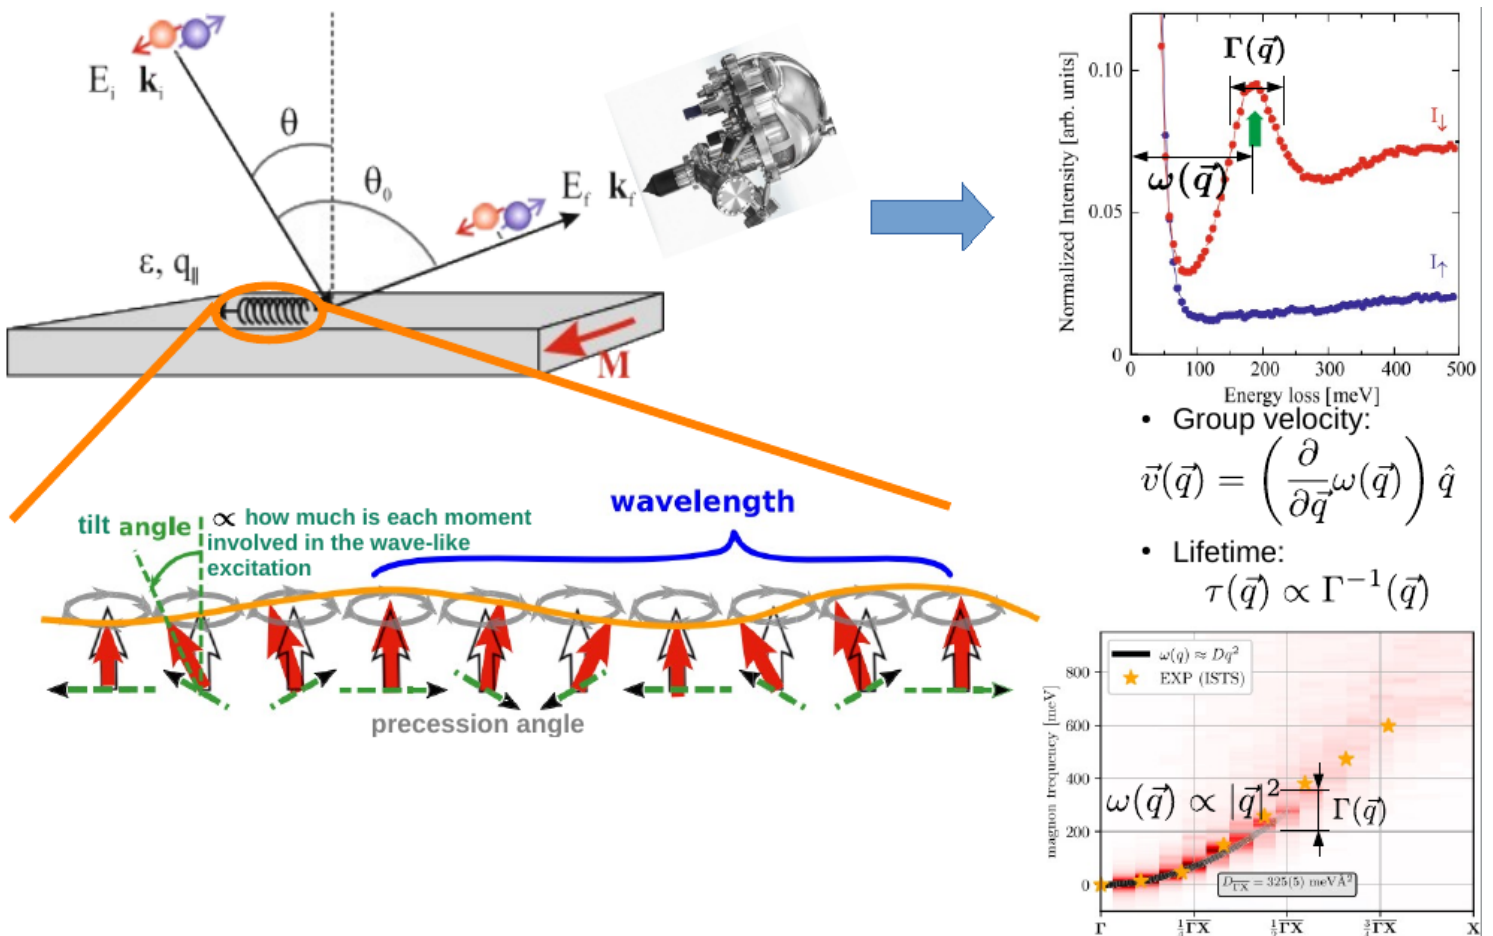 E_i k_i
θ
θ_0
E_f k_f
ε, q_∥
M
tilt angle
∝ how much is each moment
involved in the wave-like
excitation
wavelength
precession angle
Normalized Intensity [arb. units]
0.10
0.05
0
Γ(q⃗)
ω(q⃗)
I↓
I↑
0 100 200 300 400 500
Energy loss [meV]
• Group velocity:
v⃗(q⃗) = (∂/∂q⃗ ω(q⃗)) q̂
• Lifetime:
τ(q⃗) ∝ Γ⁻¹(q⃗)
magnon frequency [meV]
800
600
400
200
0
ω(q) ≈ Dq²
EXP (ISTS)
ω(q⃗) ∝ |q⃗|²
Γ(q⃗)
D_ΓX = 325(5) meVÅ²
Γ
ΓX
ΓX
ΓX
X